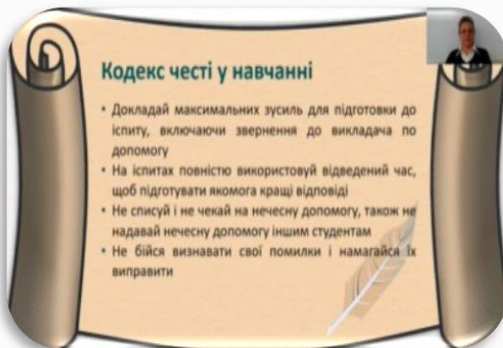 Кодекс честі у навчанні
• Докладай максимальних зусиль для підготовки до
іспиту, включаючи звернення до викладача по
допомогу
• На іспитах повністю використовуй відведений час,
щоб підготувати якомога кращі відповіді
• Не списуй і не чекай на нечесну допомогу, також не
надавай нечесну допомогу іншим студентам
• Не бійся визнавати свої помилки і намагайся їх
виправити